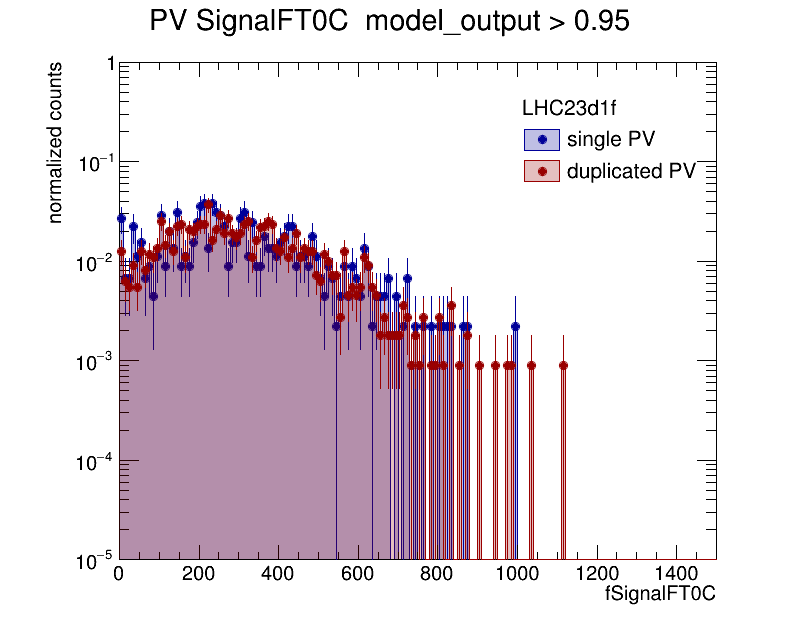 PV SignalFT0C  model_output > 0.95
normalized counts
1
10⁻¹
10⁻²
10⁻³
10⁻⁴
10⁻⁵
LHC23d1f
single PV
duplicated PV
0 200 400 600 800 1000 1200 1400
fSignalFT0C